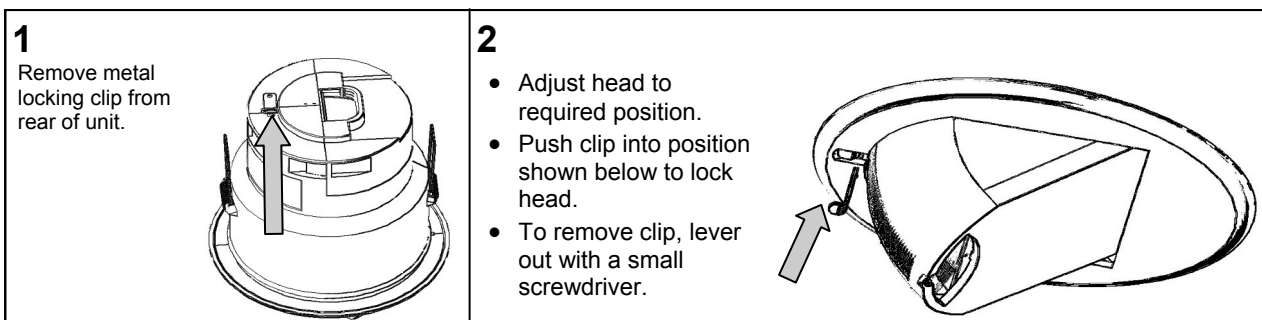 1
Remove metal
locking clip from
rear of unit.
2
• Adjust head to
required position.
• Push clip into position
shown below to lock
head.
• To remove clip, lever
out with a small
screwdriver.